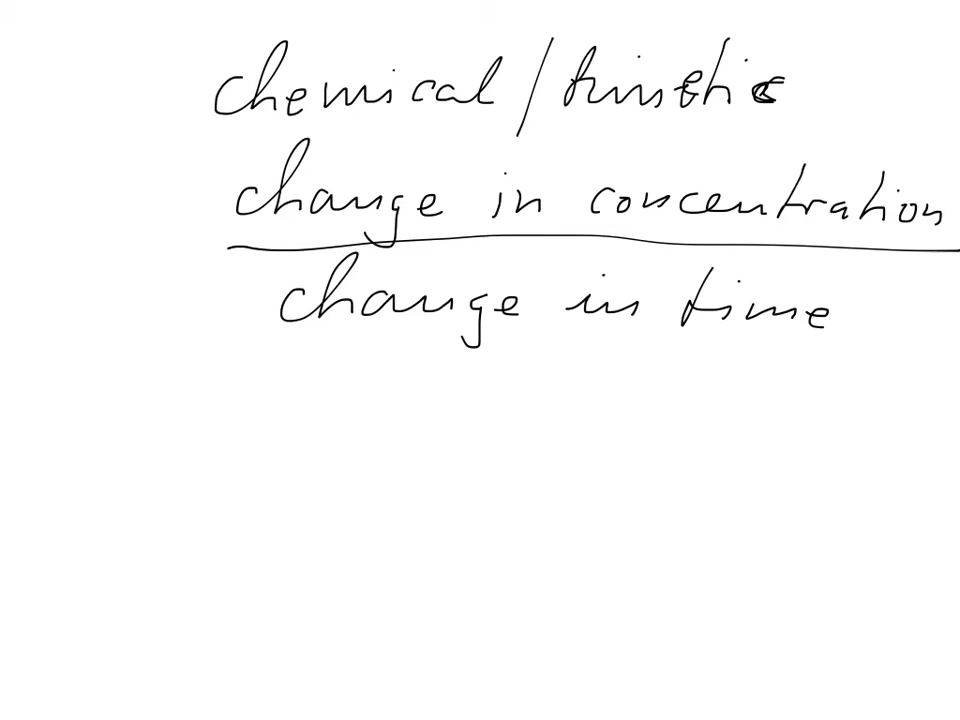 chemical / kinetic
change in concentration
change in time